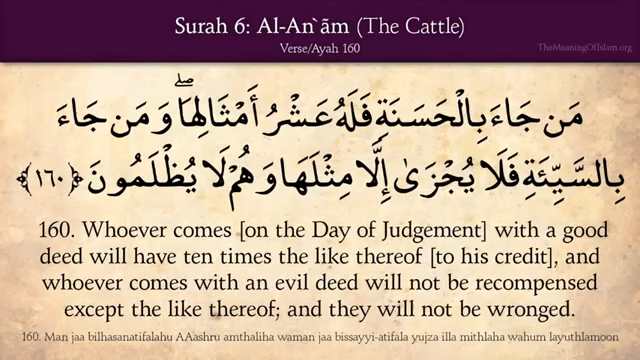 Surah 6: Al-An`ãm (The Cattle)
Verse/Ayah 160
TheMeaningOfIslam.org
مَن جَاءَ بِالْحَسَنَةِ فَلَهُ عَشْرُ أَمْثَالِهَا ۖ وَمَن جَاءَ
بِالسَّيِّئَةِ فَلَا يُجْزَىٰ إِلَّا مِثْلَهَا وَهُمْ لَا يُظْلَمُونَ ﴿١٦٠﴾
160. Whoever comes [on the Day of Judgement] with a good
deed will have ten times the like thereof [to his credit], and
whoever comes with an evil deed will not be recompensed
except the like thereof; and they will not be wronged.
160. Man jaa bilhasanatifalahu AAashru amthaliha waman jaa bissayyi-atifala yujza illa mithlaha wahum layuthlamoon